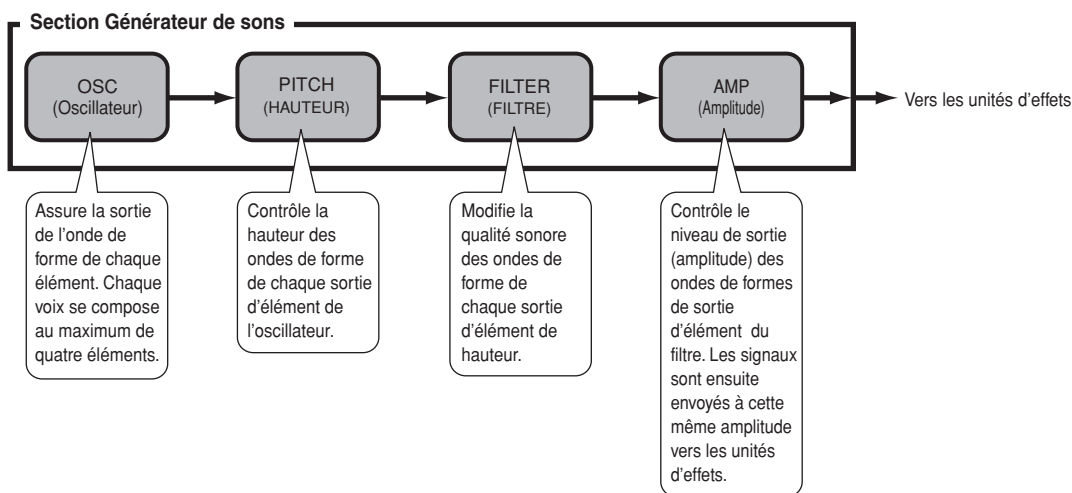 Section Générateur de sons
OSC
(Oscillateur)
PITCH
(HAUTEUR)
FILTER
(FILTRE)
AMP
(Amplitude)
Vers les unités d'effets
Assure la sortie
de l'onde de
forme de chaque
élément. Chaque
voix se compose
au maximum de
quatre éléments.
Contrôle la
hauteur des
ondes de forme
de chaque sortie
d'élément de
l'oscillateur.
Modifie la
qualité sonore
des ondes de
forme de
chaque sortie
d'élément de
hauteur.
Contrôle le
niveau de sortie
(amplitude) des
ondes de formes
de sortie
d'élément du
filtre. Les signaux
sont ensuite
envoyés à cette
même amplitude
vers les unités
d'effets.